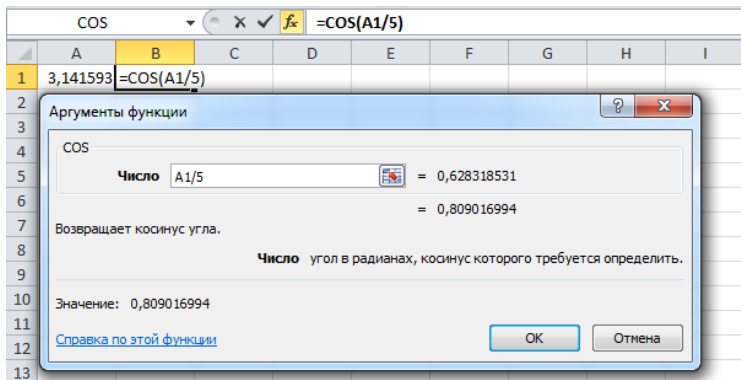 COS fx =COS(A1/5)
A B C D E F G H I
1 3,141593 =COS(A1/5)
2
Аргументы функции
3
4 COS
5 Число A1/5 = 0,628318531
6 = 0,809016994
7 Возвращает косинус угла.
8 Число угол в радианах, косинус которого требуется определить.
9
10 Значение: 0,809016994
11
Справка по этой функции OK Отмена
12
13